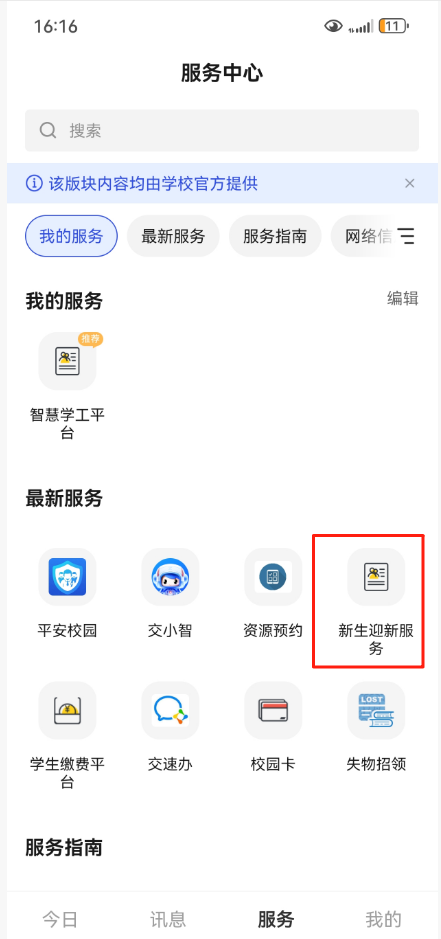 16:16
11
服务中心
搜索
该版块内容均由学校官方提供
我的服务 最新服务 服务指南 网络信
我的服务 编辑
推荐
智慧学工平
台
最新服务
平安校园 交小智 资源预约 新生迎新服
务
LOST
学生缴费平
台
交速办 校园卡 失物招领
服务指南
今日 讯息 服务 我的